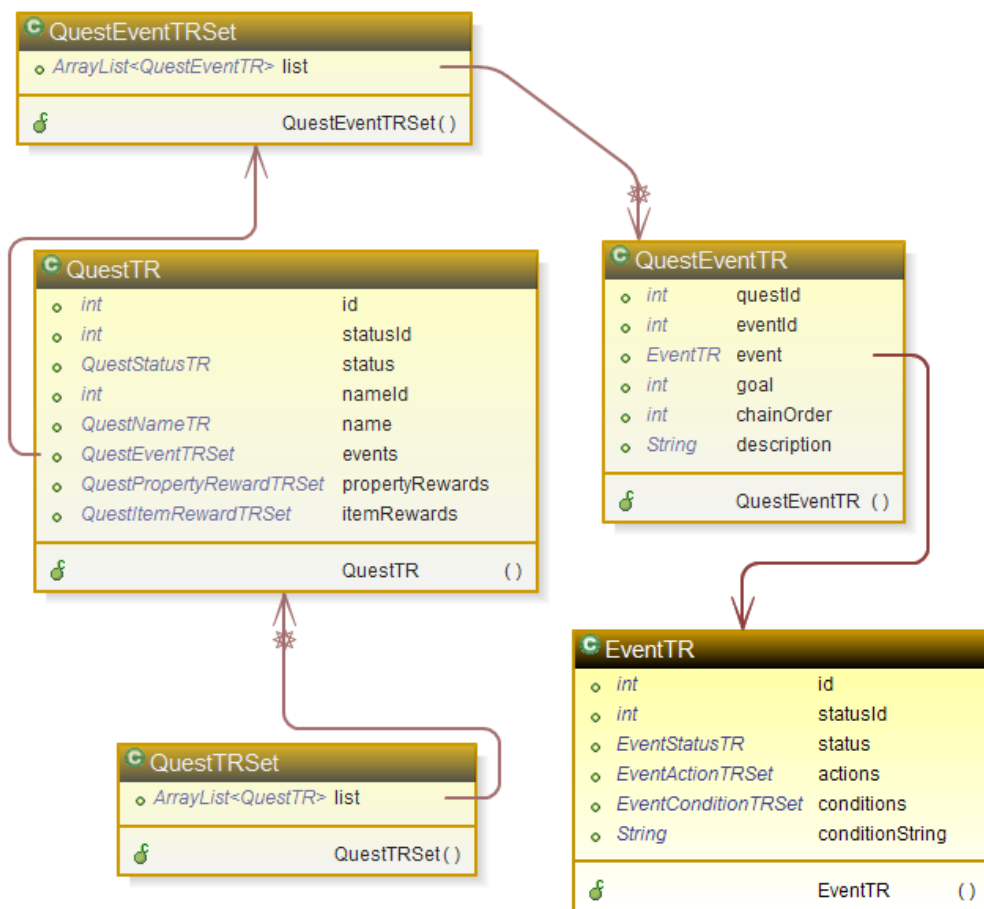 C QuestEventTRSet
ArrayList<QuestEventTR> list
QuestEventTRSet()
C QuestTR
int id
int statusId
QuestStatusTR status
int nameId
QuestNameTR name
QuestEventTRSet events
QuestPropertyRewardTRSet propertyRewards
QuestItemRewardTRSet itemRewards
QuestTR ()
C QuestEventTR
int questId
int eventId
EventTR event
int goal
int chainOrder
String description
QuestEventTR ()
C QuestTRSet
ArrayList<QuestTR> list
QuestTRSet()
C EventTR
int id
int statusId
EventStatusTR status
EventActionTRSet actions
EventConditionTRSet conditions
String conditionString
EventTR ()